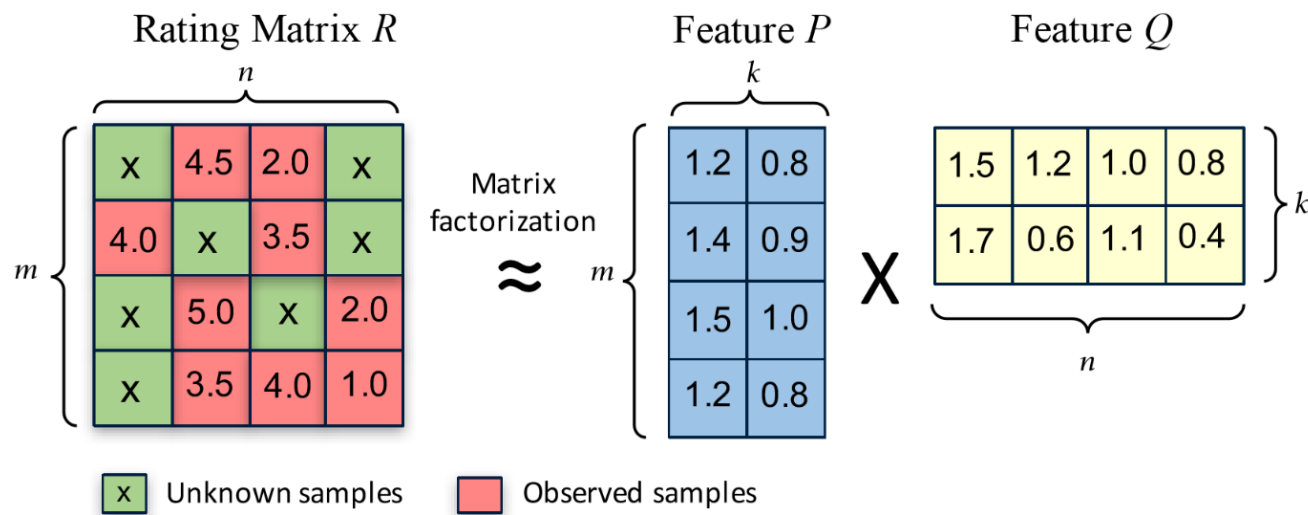 Rating Matrix R
Feature P
Feature Q
n
k
m
x 4.5 2.0 x
4.0 x 3.5 x
x 5.0 x 2.0
x 3.5 4.0 1.0
Matrix
factorization
≈
m
1.2 0.8
1.4 0.9
1.5 1.0
1.2 0.8
X
1.5 1.2 1.0 0.8
1.7 0.6 1.1 0.4
k
n
x Unknown samples
Observed samples